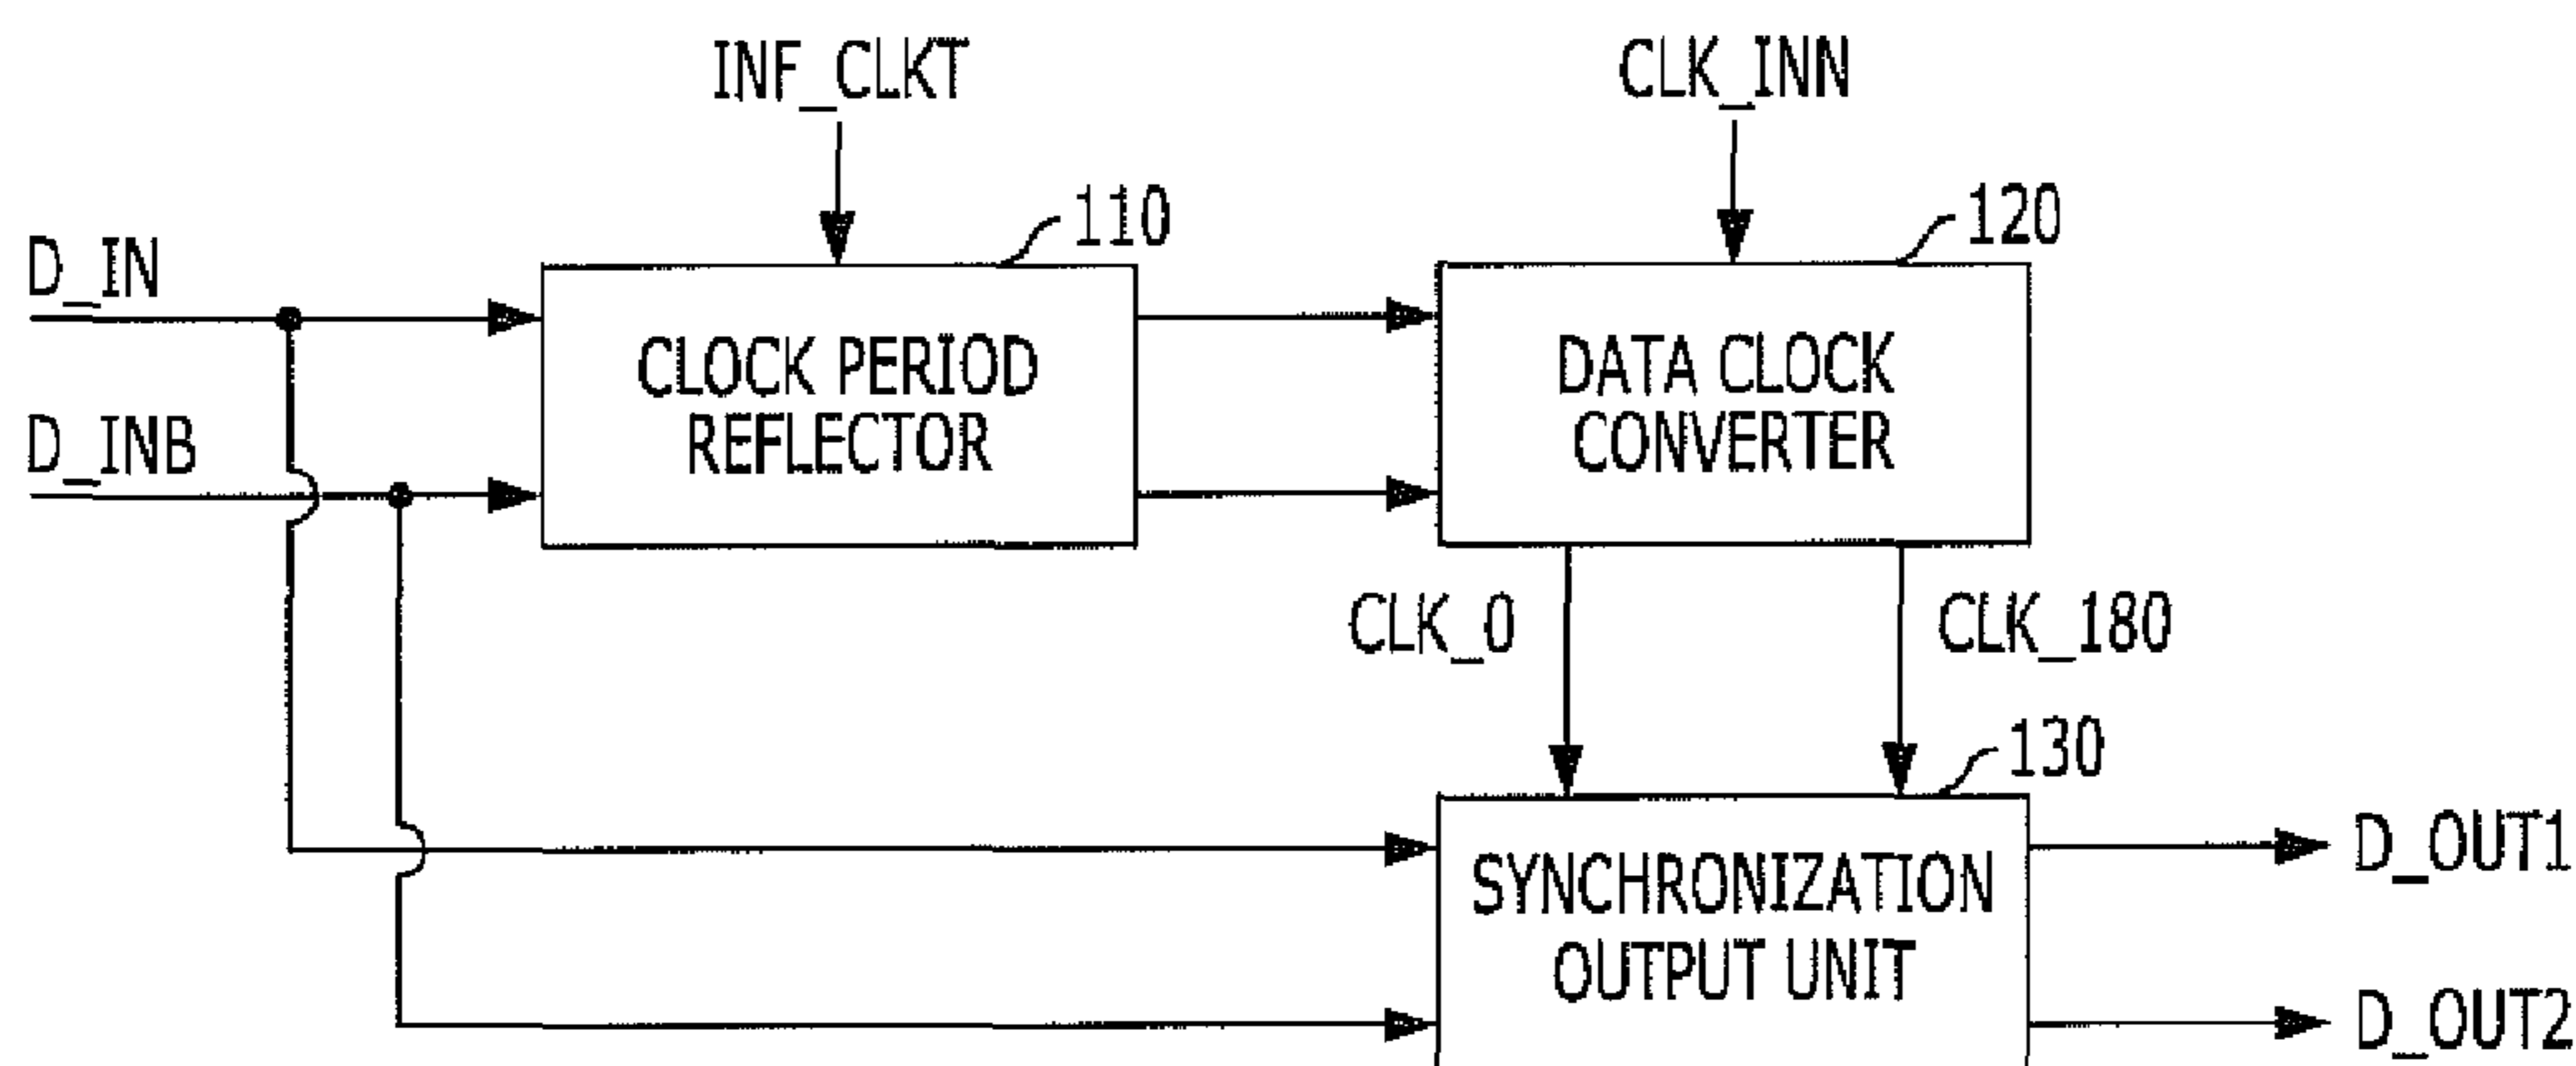 INF_CLKT
CLK_INN
110
120
D_IN
CLOCK PERIOD
REFLECTOR
DATA CLOCK
CONVERTER
D_INB
CLK_0
CLK_180
130
SYNCHRONIZATION
OUTPUT UNIT
D_OUT1
D_OUT2